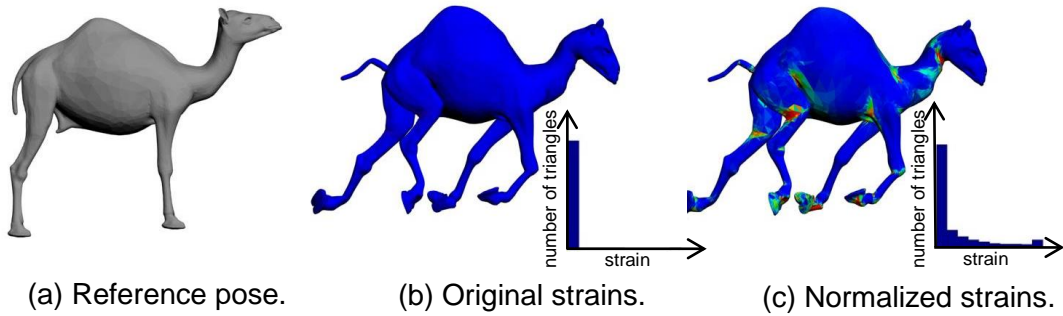 number of triangles
strain
number of triangles
strain
(a) Reference pose.
(b) Original strains.
(c) Normalized strains.